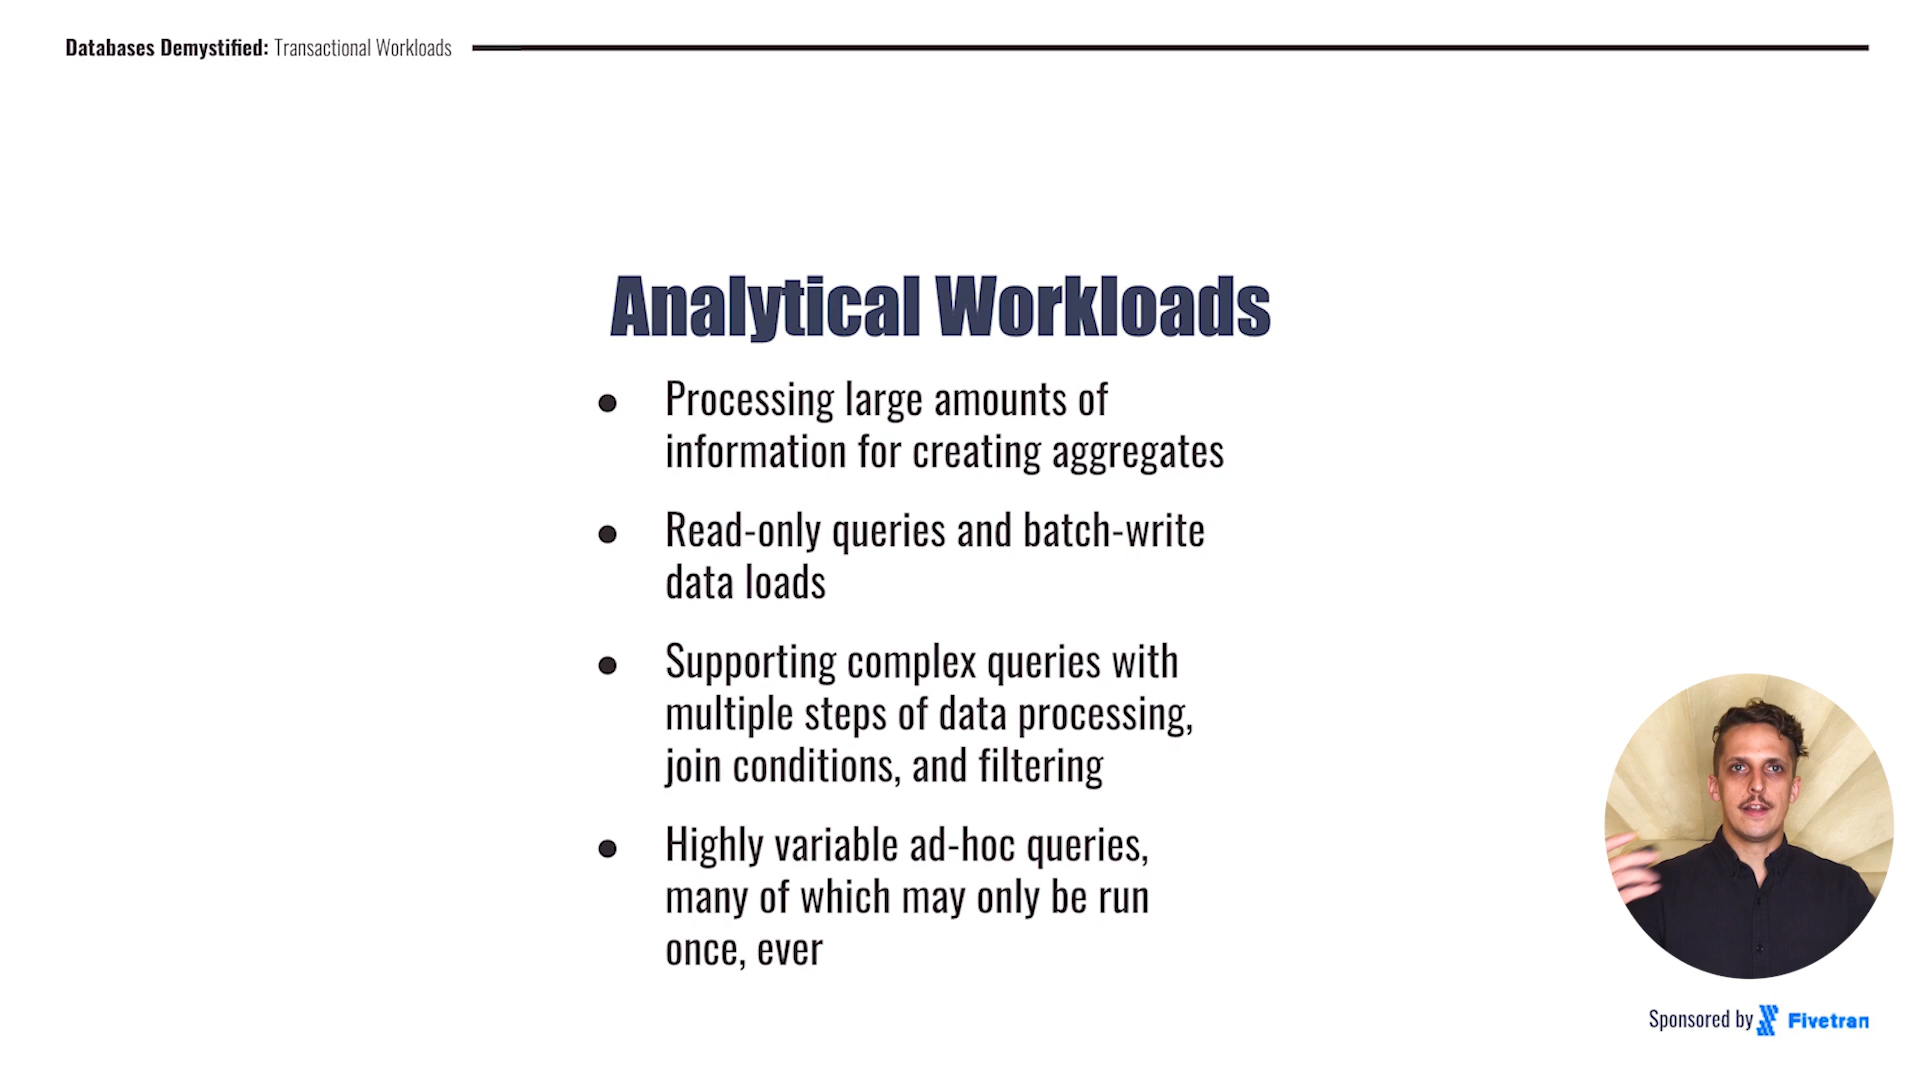 Databases Demystified: Transactional Workloads
Analytical Workloads
● Processing large amounts of
information for creating aggregates
● Read-only queries and batch-write
data loads
● Supporting complex queries with
multiple steps of data processing,
join conditions, and filtering
● Highly variable ad-hoc queries,
many of which may only be run
once, ever
Sponsored by Fivetran